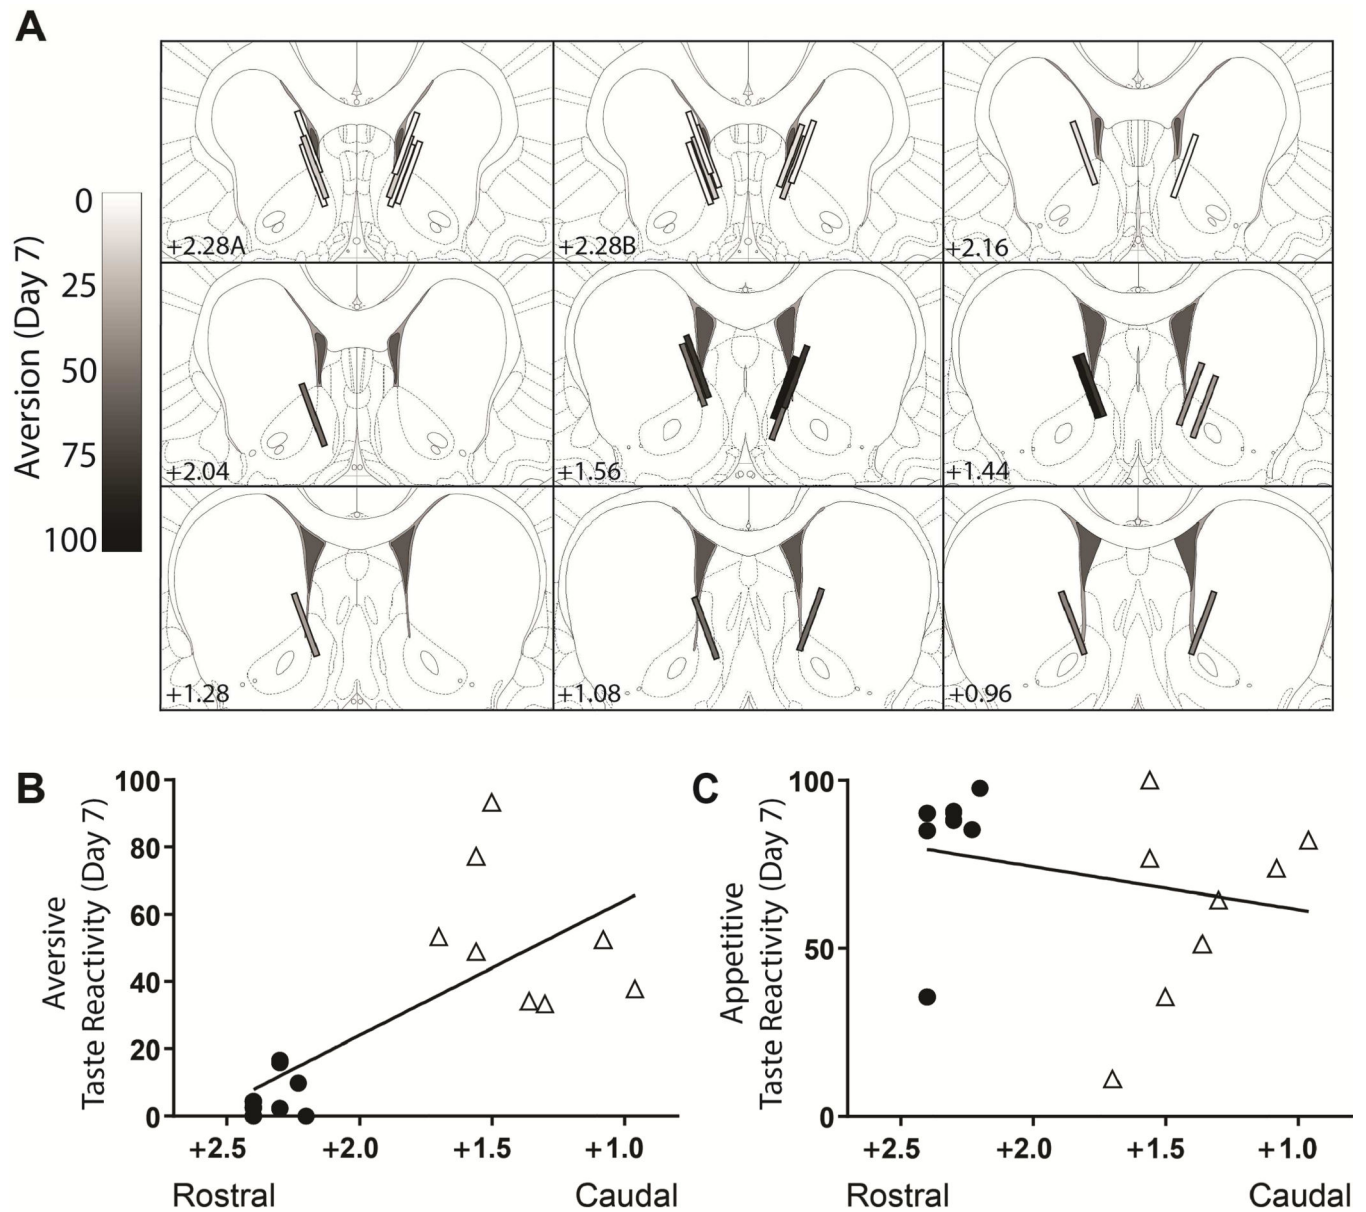 A
+2.28A
+2.28B
+2.16
Aversion (Day 7)
0
25
50
75
100
+2.04
+1.56
+1.44
+1.28
+1.08
+0.96
B
Aversive
Taste Reactivity (Day 7)
100
80
60
40
20
0
+2.5
+2.0
+1.5
+1.0
Rostral
Caudal
C
Appetitive
Taste Reactivity (Day 7)
100
50
0
+2.5
+2.0
+1.5
+1.0
Rostral
Caudal